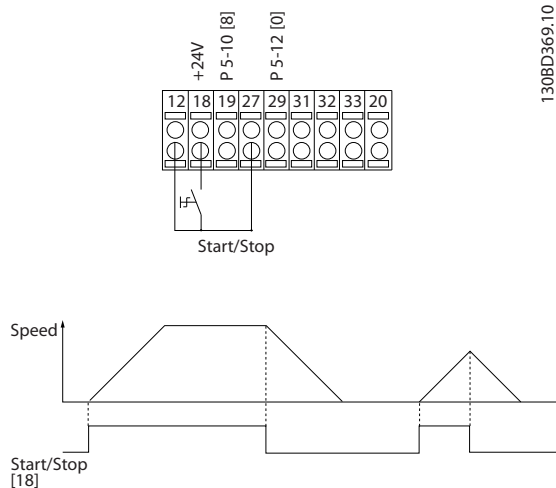 130BD369.10
+24V
P 5-10 [8]
P 5-12 [0]
12 18 19 27 29 31 32 33 20
Start/Stop
Speed
Start/Stop
[18]